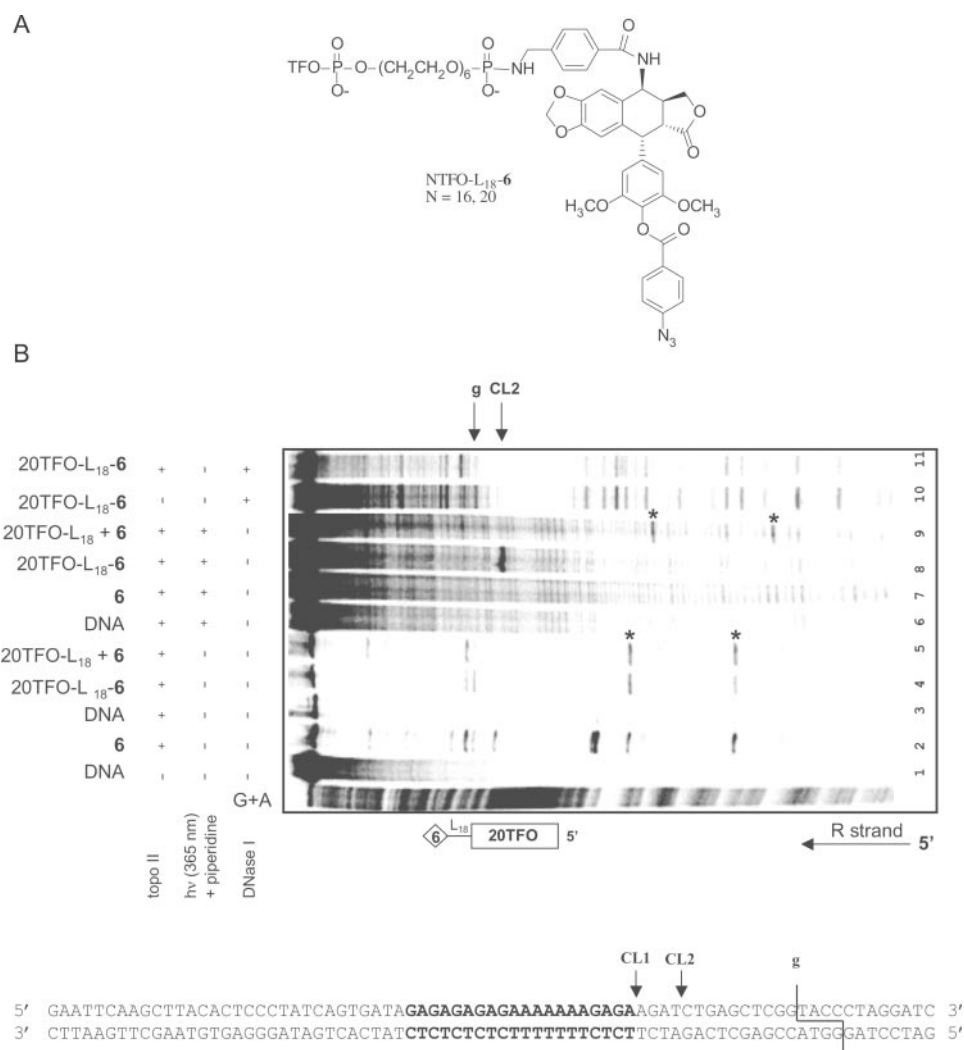 A
TFO-P-O-(CH₂CH₂O)₆-P-NH
O O O
O- O- NH
O O
O O
O
NTFO-L₁₈-6
N = 16, 20
CH₃O OCH₃
O O
N₃
B
g CL2
20TFO-L₁₈-6 + - + 11
20TFO-L₁₈-6 - - + 10
20TFO-L₁₈ + 6 + + - * * 9
20TFO-L₁₈-6 + + - 8
6 + + - 7
DNA + + - 6
20TFO-L₁₈ + 6 + - - * * 5
20TFO-L₁₈-6 + - - 4
DNA + - - 3
6 + - - 2
DNA - - - 1
G+A
6 L₁₈ 20TFO 5'
R strand 5'
topo II
hν (365 nm)
+ piperidine
DNase I
CL1 CL2 g
5' GAATTCAAGCTTACACTCCCTATCAGTGATAGAGAGAGAGAAAAAAAGAGAAGATCTGAGCTCGGTACCCTAGGATC 3'
3' CTTAAGTTCGAATGTGAGGGATAGTCACTATCTCTCTCTCTTTTTTTCTCTTCTAGACTCGAGCCATGGGATCCTAG 5'